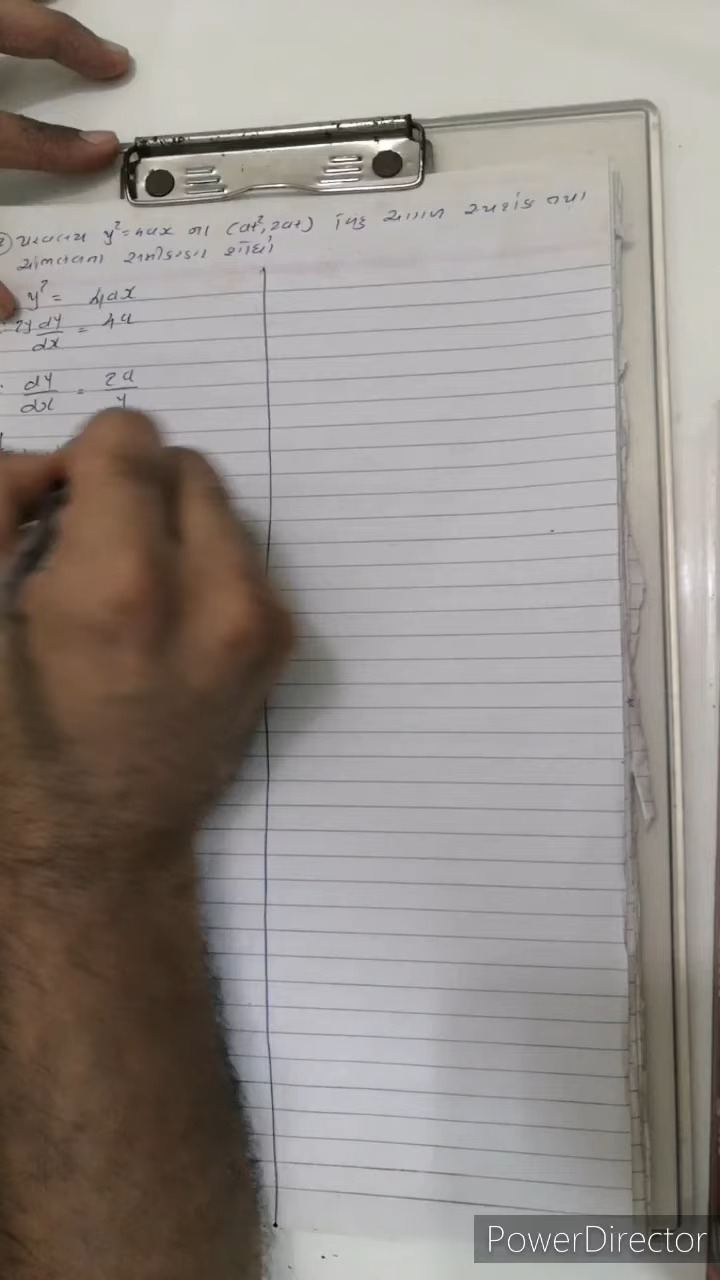 ② પરવલય y² = 4ax ના (at², 2at) બિંદુ આગળ સ્પર્શક તથા
અભિલંબના સમીકરણ શોધો
y² = 4ax
2y dy/dx = 4a
dy/dx = 2a/y
PowerDirector